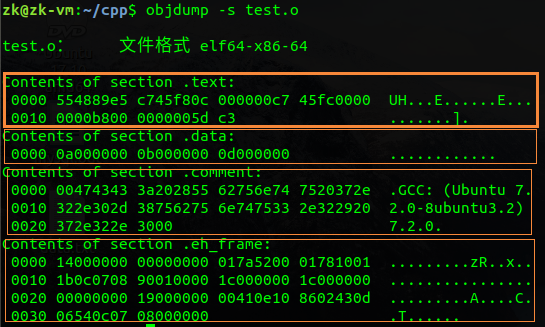 zk@zk-vm:~/cpp$ objdump -s test.o
test.o：     文件格式 elf64-x86-64
Contents of section .text:
 0000 554889e5 c745f80c 000000c7 45fc0000  UH...E......E...
 0010 0000b800 0000005d c3                 .......].
Contents of section .data:
 0000 0a000000 0b000000 0d000000           ............
Contents of section .comment:
 0000 00474343 3a202855 62756e74 7520372e  .GCC: (Ubuntu 7.
 0010 322e302d 38756275 6e747533 2e322920  2.0-8ubuntu3.2) 
 0020 372e322e 3000                        7.2.0.
Contents of section .eh_frame:
 0000 14000000 00000000 017a5200 01781001  .........zR..x..
 0010 1b0c0708 90010000 1c000000 1c000000  ................
 0020 00000000 19000000 00410e10 8602430d  .........A....C.
 0030 06540c07 08000000                    .T......